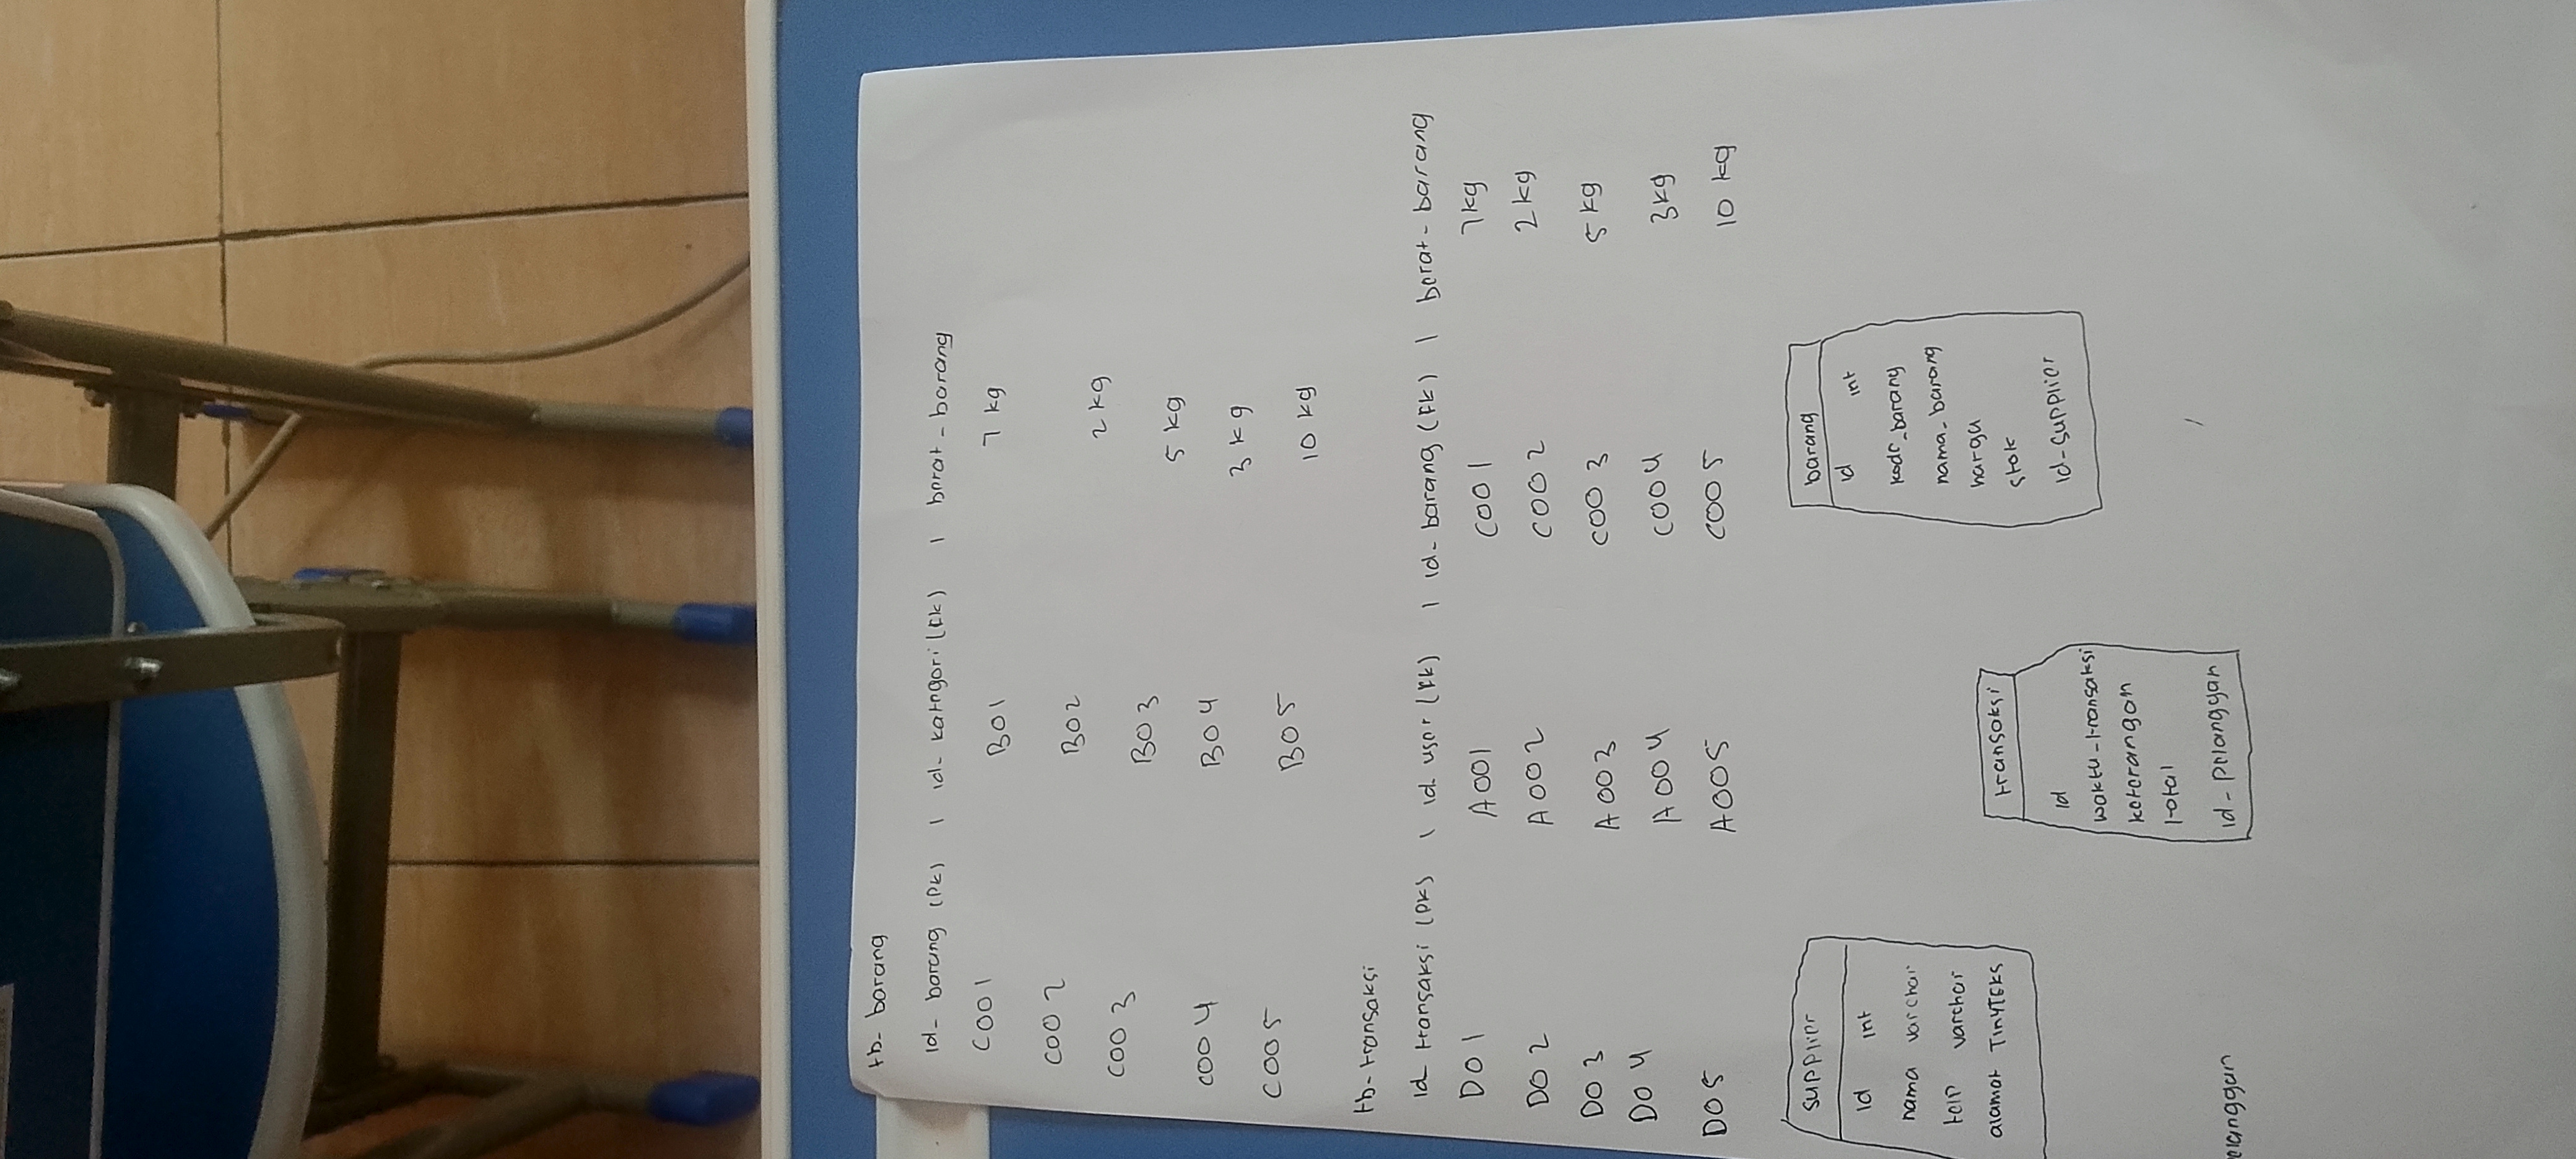 tb-barang
id-barang (PK) | id-kategori (FK) | berat-barang
C001 B01 7 kg
C002 B02 2 kg
C003 B03 5 kg
C004 B04 3 kg
C005 B05 10 kg
tb-transaksi
id transaksi (PK) | id user (FK) | id-barang (FK) | berat-barang
D01 A001 C001 7kg
D02 A002 C002 2kg
D03 A003 C003 5 kg
D04 A004 C004 3kg
D05 A005 C005 10 kg
supplier
id int
nama varchar
telp varchar
alamat TinyTEks
transaksi
id
waktu-transaksi
keterangan
total
id-pelanggan
barang
id int
kode_barang
nama_barang
harga
stok
id-supplier
elanggan